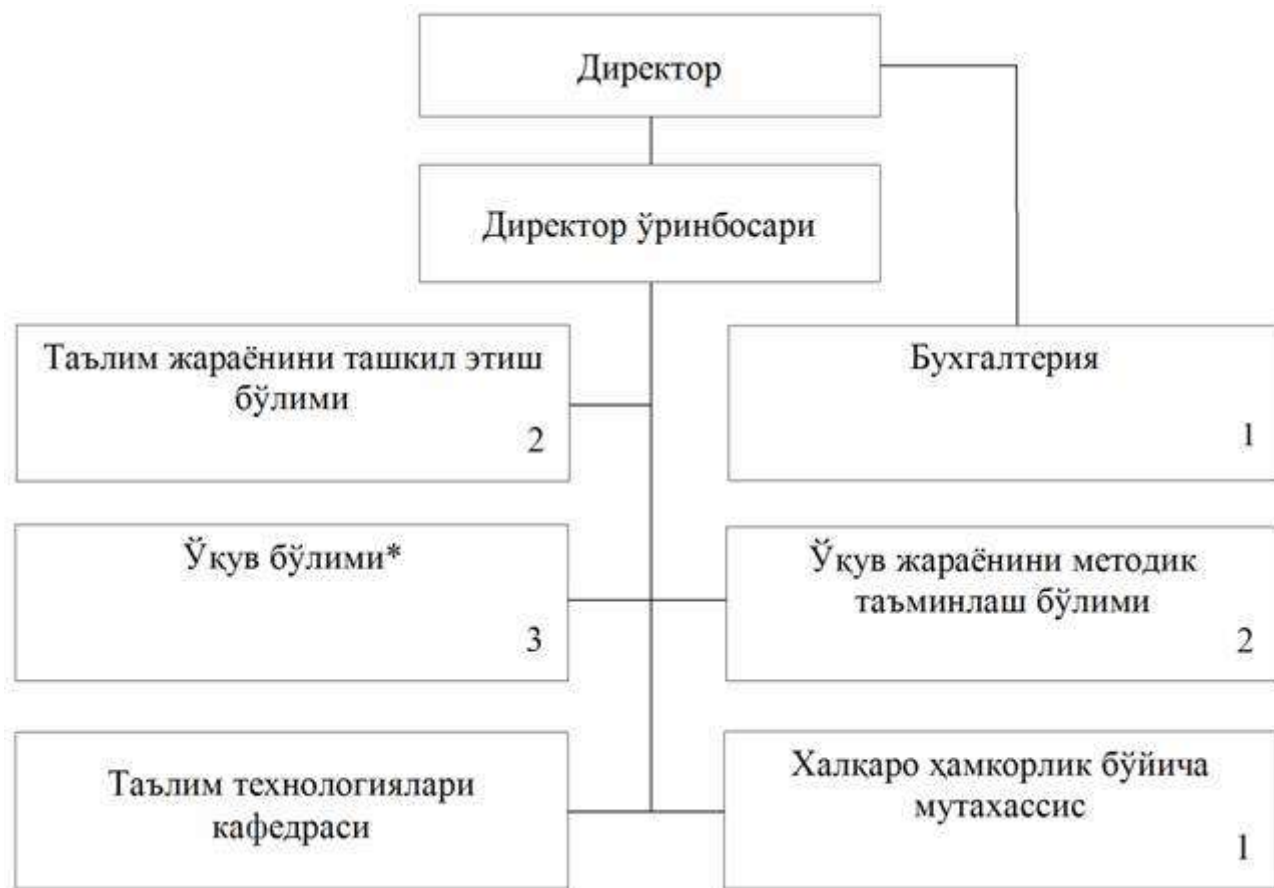 Директор
Директор ўринбосари
Таълим жараёнини ташкил этиш
бўлими
2
Бухгалтерия
1
Ўқув бўлими*
3
Ўқув жараёнини методик
таъминлаш бўлими
2
Таълим технологиялари
кафедраси
Халқаро ҳамкорлик бўйича
мутахассис
1